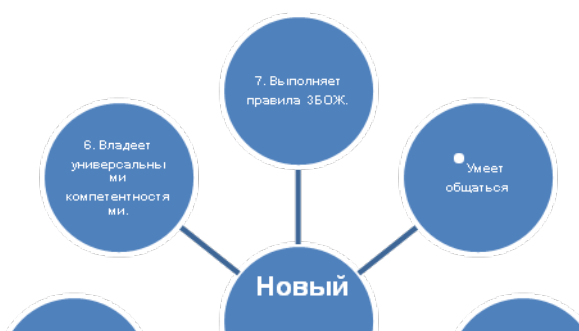 7. Выполняет
правила ЗБОЖ.
6. Владеет
универсальны
ми
компетентностя
ми.
• Умеет
общаться
Новый